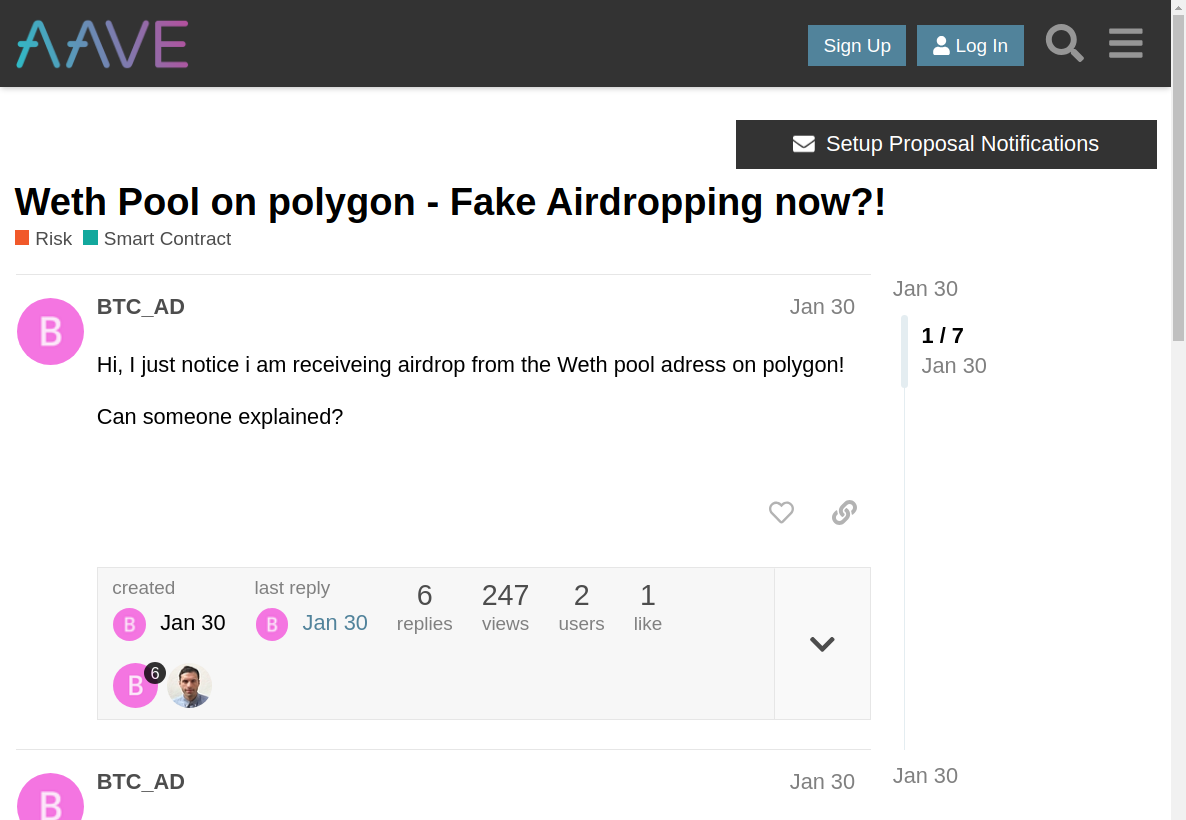 AAVE
Sign Up
Log In
Setup Proposal Notifications
Weth Pool on polygon - Fake Airdropping now?!
Risk Smart Contract
B
BTC_AD
Jan 30
Hi, I just notice i am receiveing airdrop from the Weth pool adress on polygon!
Can someone explained?
Jan 30
1 / 7
Jan 30
created
B Jan 30
last reply
B Jan 30
6
replies
247
views
2
users
1
like
B 6
B
BTC_AD
Jan 30
Jan 30